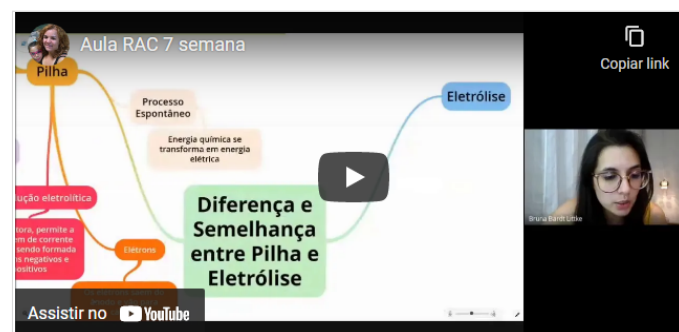 Aula RAC 7 semana
Copiar link
Pilha
Processo
Espontâneo
Energia química se
transforma em energia
elétrica
Eletrólise
Diferença e
Semelhança
entre Pilha e
Eletrólise
lução eletrolítica
tora, permite a
em de corrente
sendo formada
s negativos e
ositivos
Elétrons
Bruna Bardt Littke
Assistir no YouTube